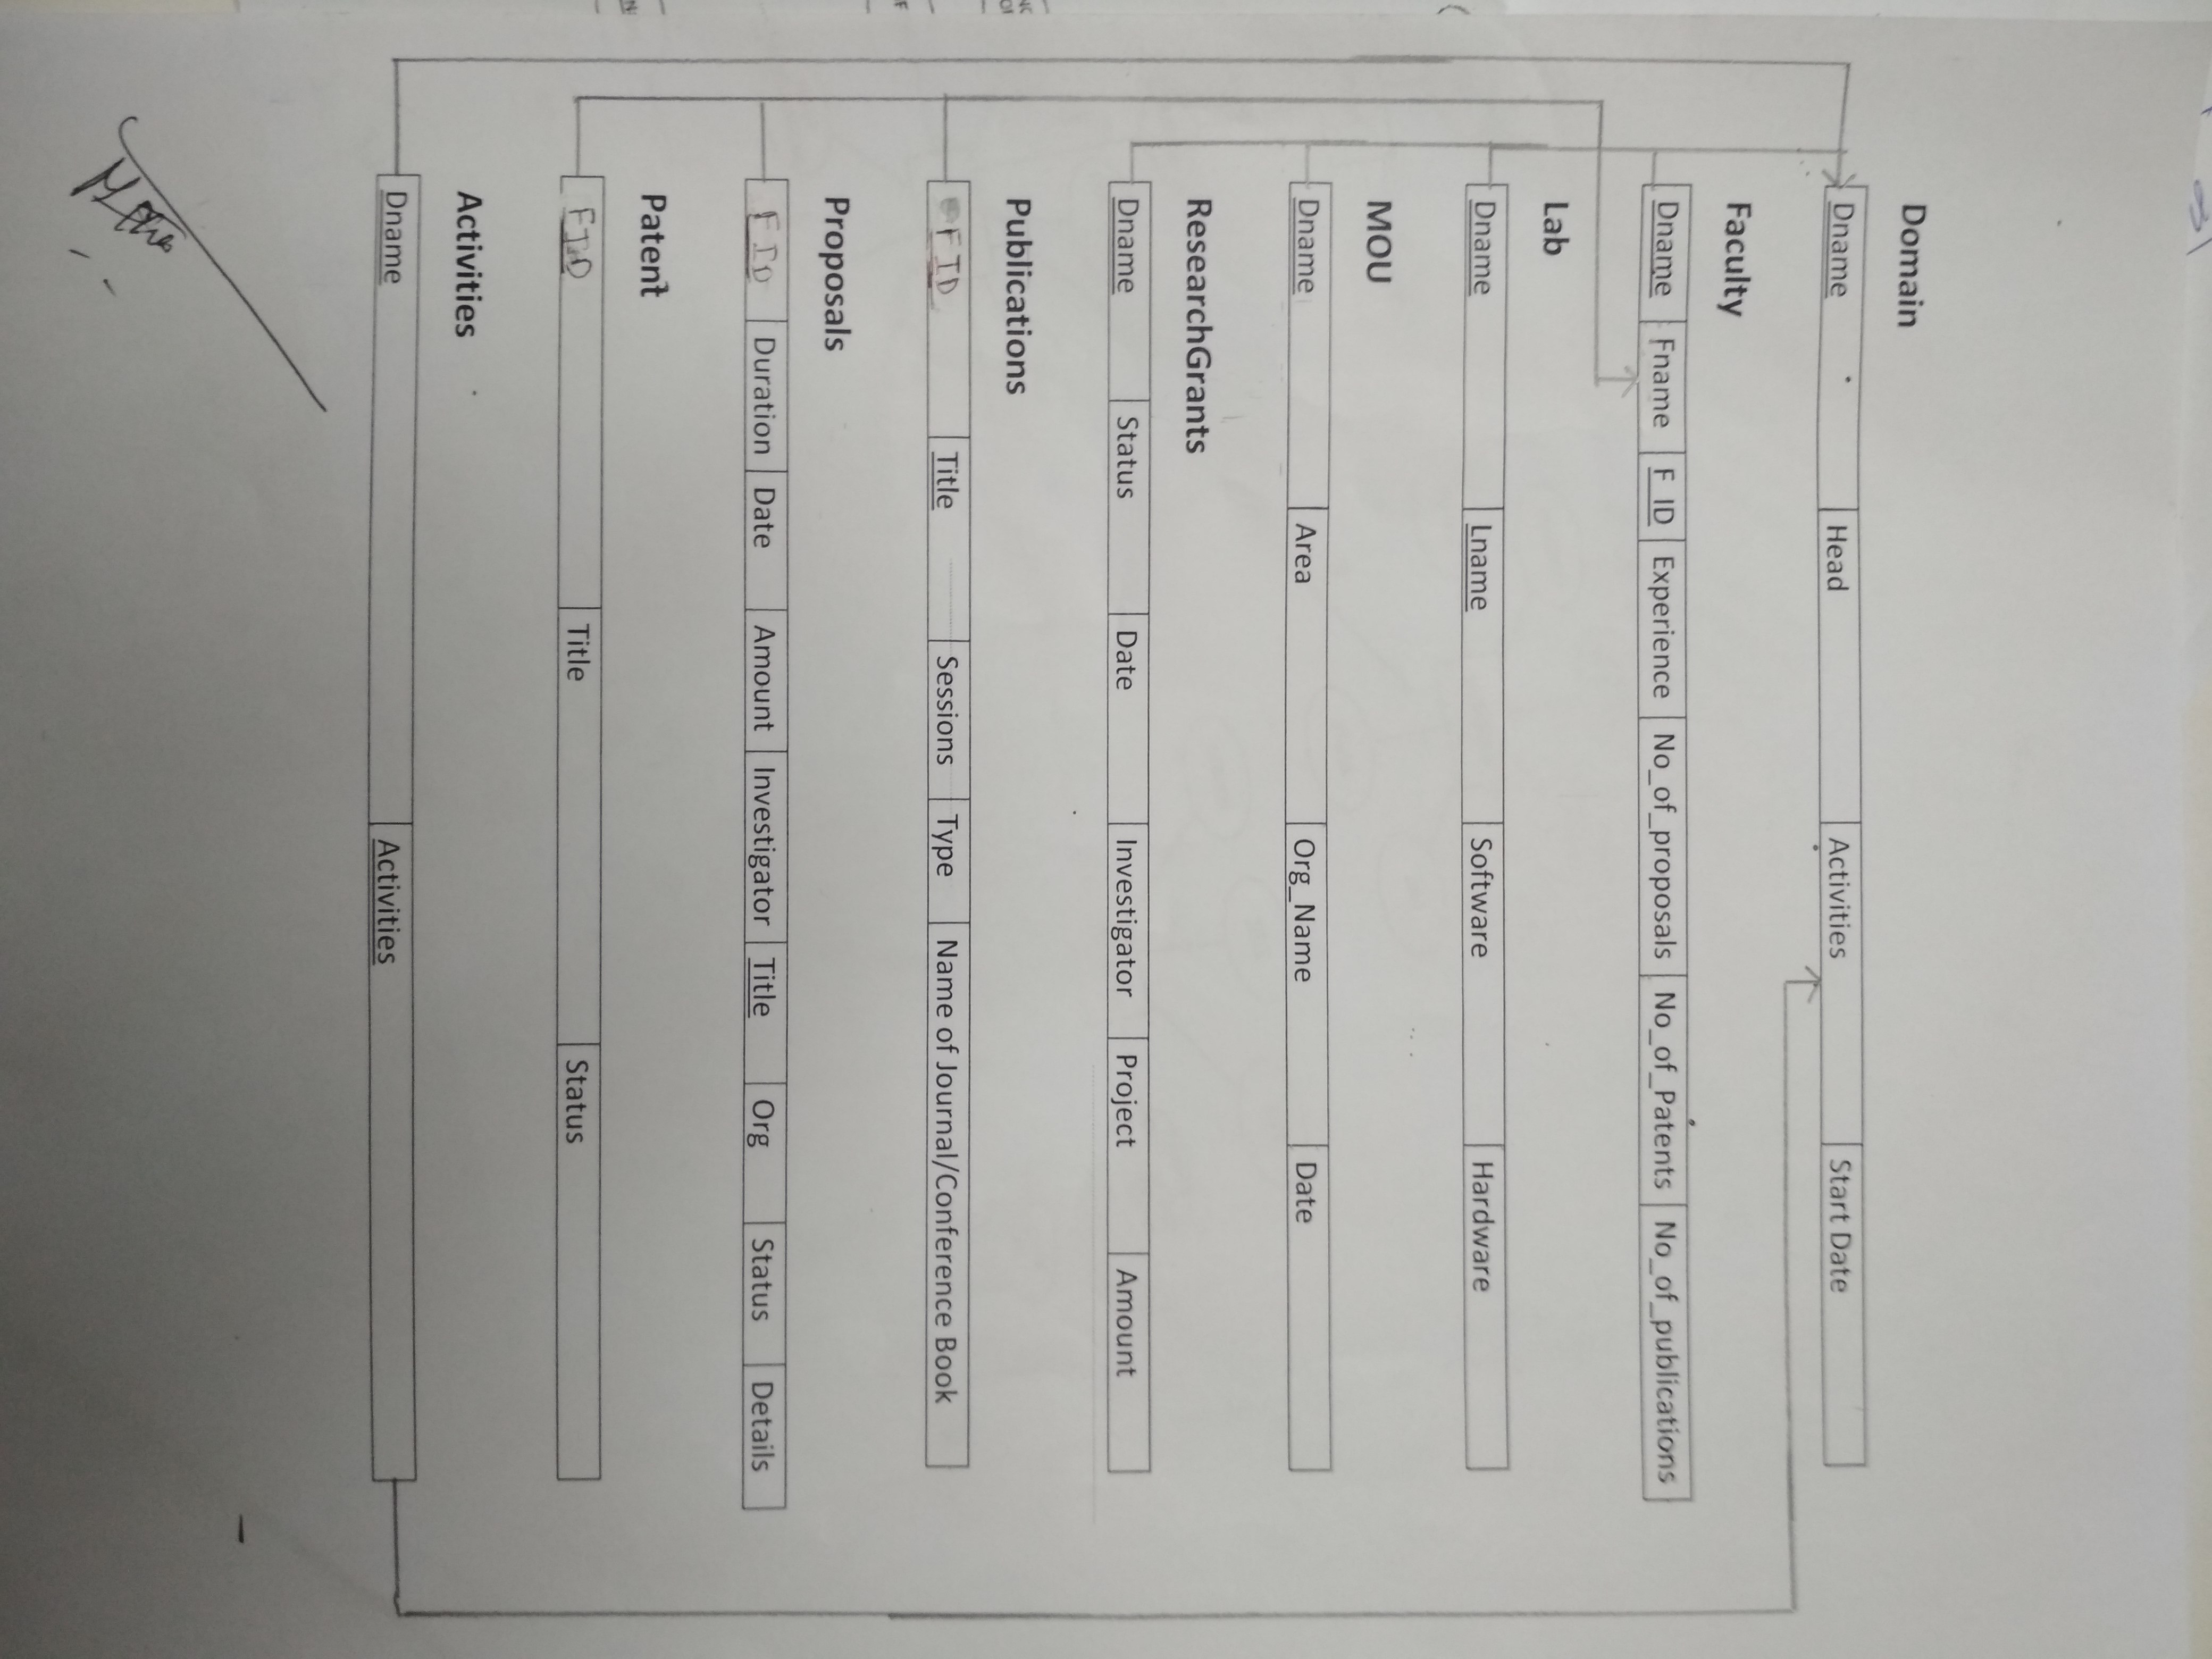 Domain
Dname Head Activities Start Date
Faculty
Dname Fname F_ID Experience No_of_proposals No_of_Patents No_of_publications
Lab
Dname Lname Software Hardware
MOU
Dname Area Org_Name Date
ResearchGrants
Dname Status Date Investigator Project Amount
Publications
FID Title Sessions Type Name of Journal/Conference Book
Proposals
FID Duration Date Amount Investigator Title Org Status Details
Patent
FID Title Status
Activities
Dname Activities